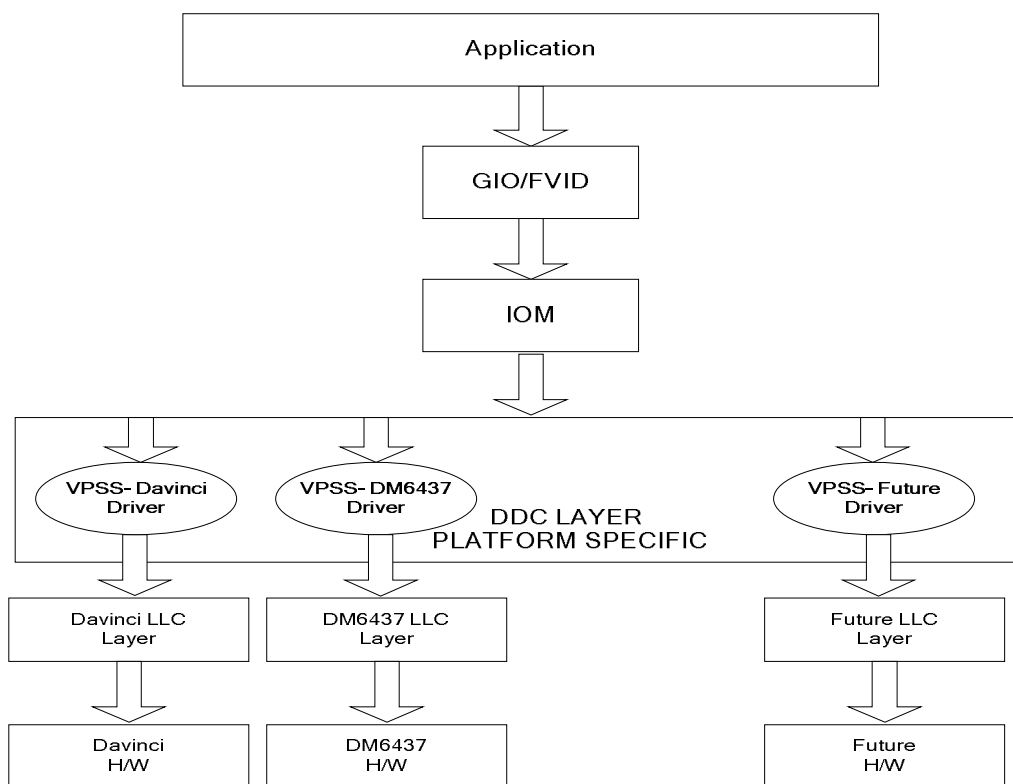 Application
GIO/FVID
IOM
VPSS- Davinci
Driver
VPSS- DM6437
Driver
VPSS- Future
Driver
DDC LAYER
PLATFORM SPECIFIC
Davinci LLC
Layer
DM6437 LLC
Layer
Future LLC
Layer
Davinci
H/W
DM6437
H/W
Future
H/W